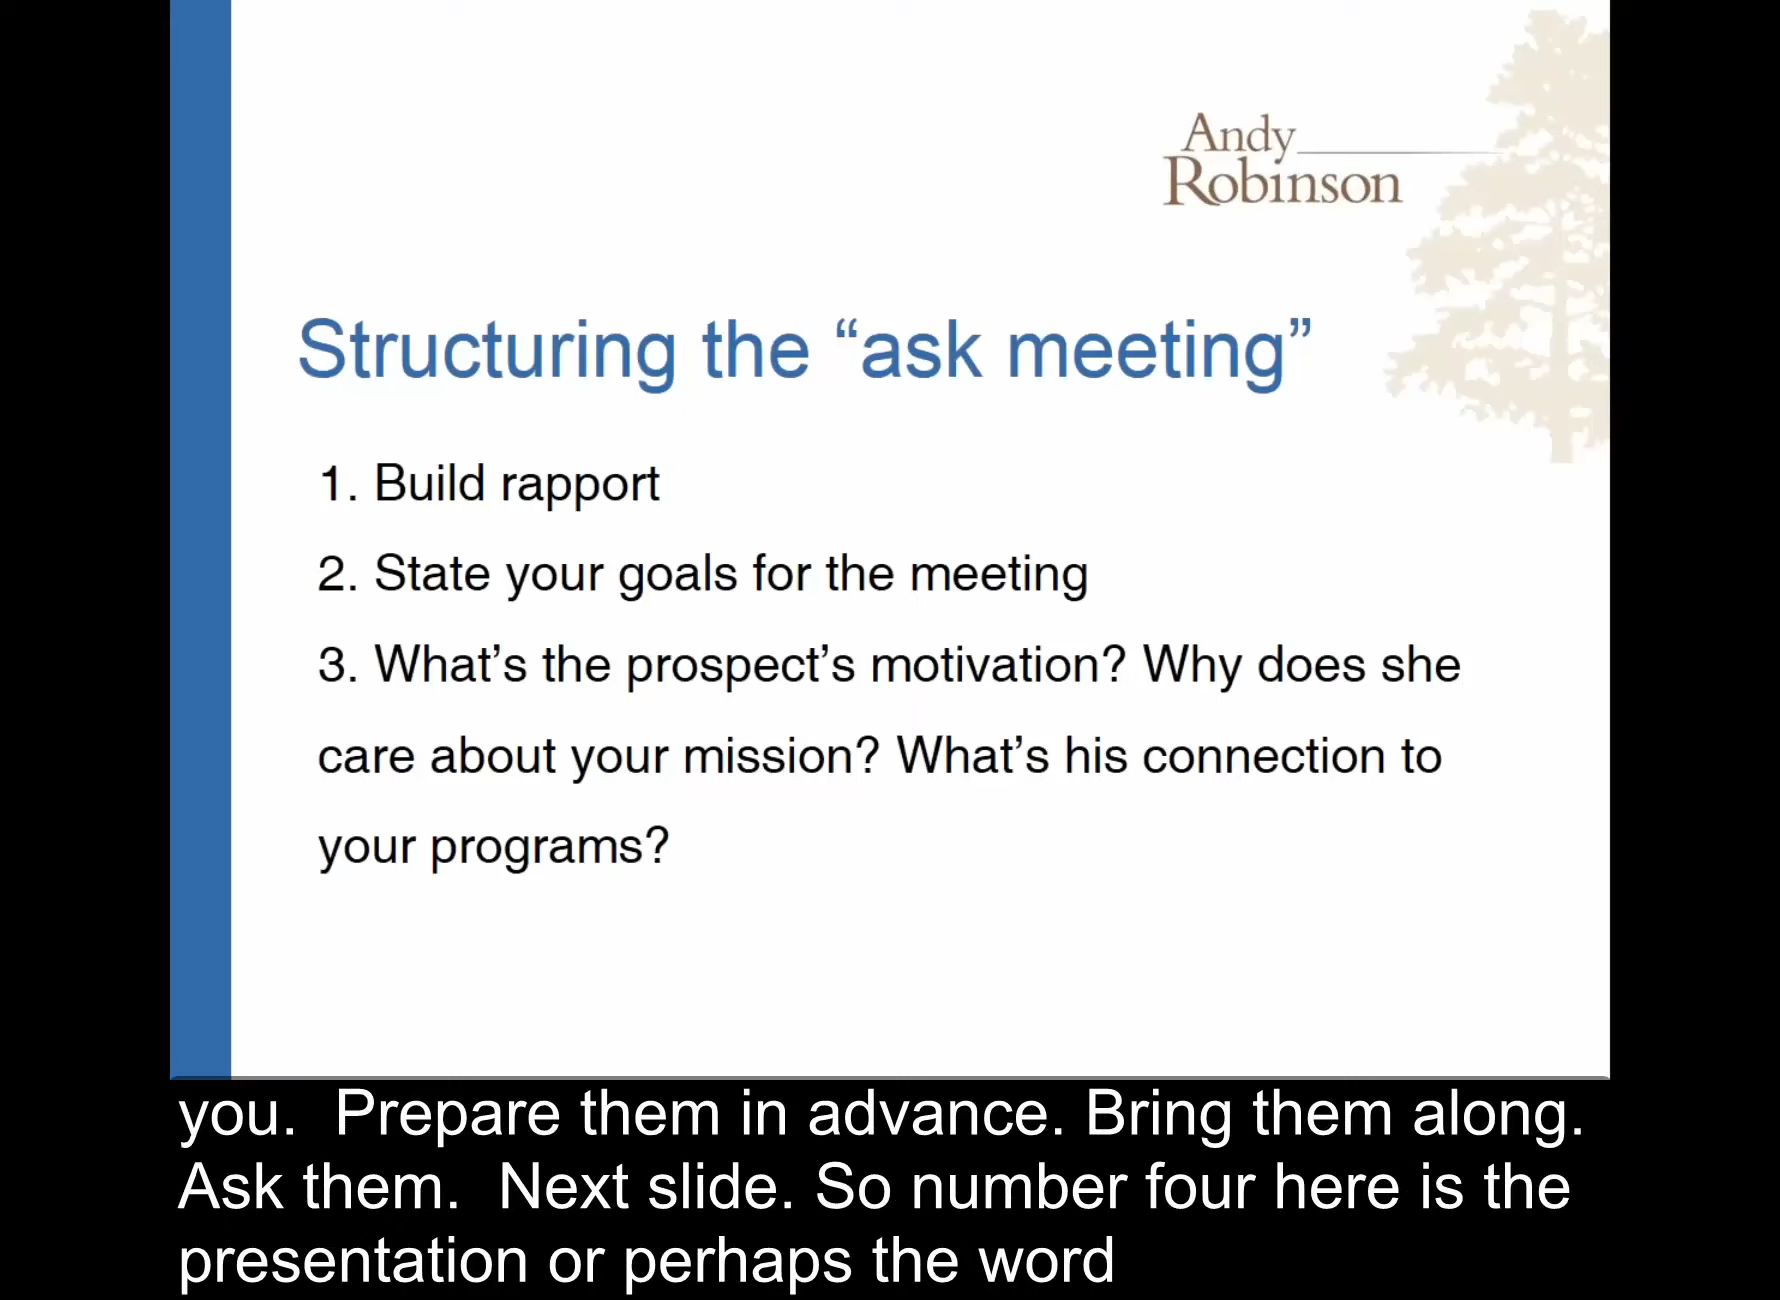 Andy
Robinson
Structuring the “ask meeting”
1. Build rapport
2. State your goals for the meeting
3. What’s the prospect’s motivation? Why does she
care about your mission? What’s his connection to
your programs?
you.  Prepare them in advance. Bring them along.
Ask them.  Next slide. So number four here is the
presentation or perhaps the word